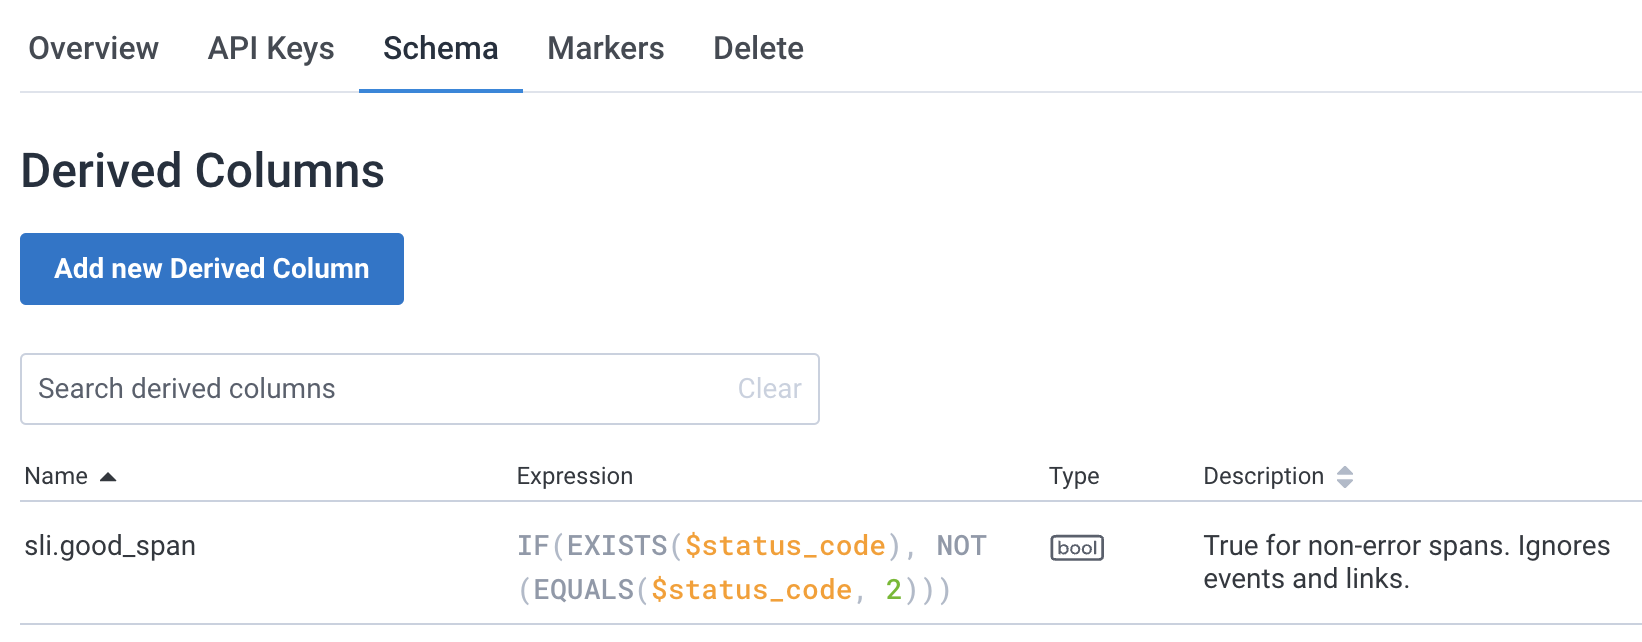 Overview API Keys Schema Markers Delete
Derived Columns
Add new Derived Column
Search derived columns Clear
Name Expression Type Description
sli.good_span IF(EXISTS($status_code), NOT bool True for non-error spans. Ignores
(EQUALS($status_code, 2))) events and links.